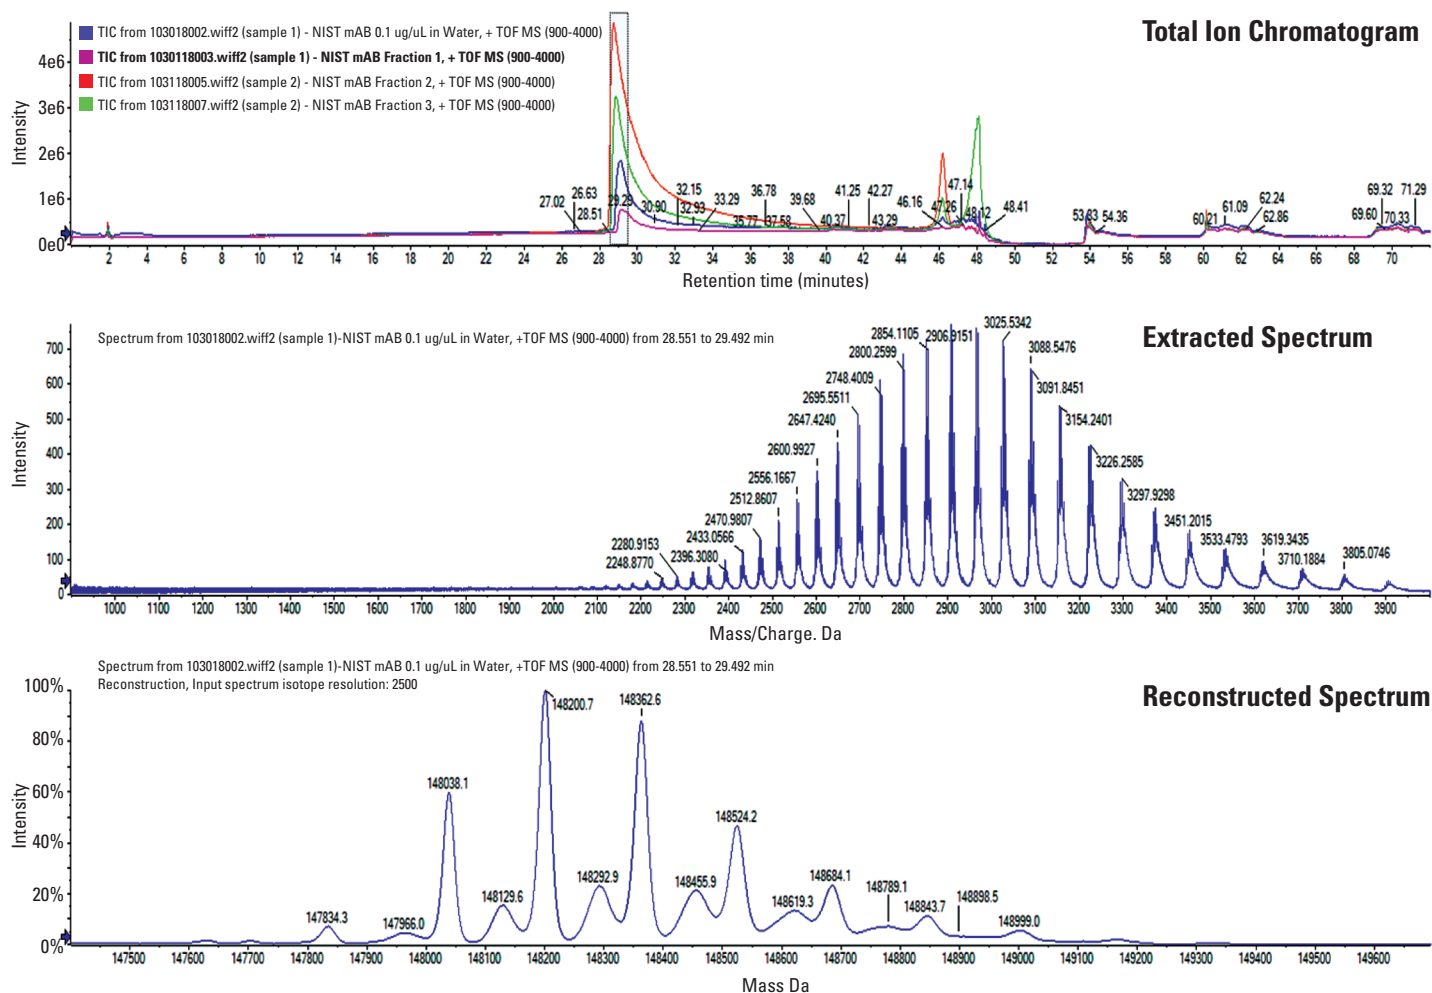 Total Ion Chromatogram
TIC from 103018002.wiff2 (sample 1) - NIST mAB 0.1 ug/uL in Water, + TOF MS (900-4000)
TIC from 1030118003.wiff2 (sample 1) - NIST mAB Fraction 1, + TOF MS (900-4000)
TIC from 103118005.wiff2 (sample 2) - NIST mAB Fraction 2, + TOF MS (900-4000)
TIC from 103118007.wiff2 (sample 2) - NIST mAB Fraction 3, + TOF MS (900-4000)
Intensity
4e6
3e6
2e6
1e6
0e0
27.02 26.63 28.51 29.29 30.90 32.15 32.93 33.29 35.77 36.78 37.58 39.68 40.37 41.25 42.27 43.29 46.16 47.26 47.14 48.12 48.41 53.83 54.36 60.21 61.09 62.24 62.86 69.32 69.60 70.33 71.29
2 4 6 8 10 12 14 16 18 20 22 24 26 28 30 32 34 36 38 40 42 44 46 48 50 52 54 56 58 60 62 64 66 68 70
Retention time (minutes)
Extracted Spectrum
Spectrum from 103018002.wiff2 (sample 1)-NIST mAB 0.1 ug/uL in Water, +TOF MS (900-4000) from 28.551 to 29.492 min
Intensity
700
600
500
400
300
200
100
0
2248.8770 2280.9153 2396.3080 2433.0566 2470.9807 2512.8607 2556.1667 2600.9927 2647.4240 2695.5511 2748.4009 2800.2599 2854.1105 2906.9151 3025.5342 3088.5476 3091.8451 3154.2401 3226.2585 3297.9298 3451.2015 3533.4793 3619.3435 3710.1884 3805.0746
1000 1100 1200 1300 1400 1500 1600 1700 1800 1900 2000 2100 2200 2300 2400 2500 2600 2700 2800 2900 3000 3100 3200 3300 3400 3500 3600 3700 3800 3900
Mass/Charge. Da
Spectrum from 103018002.wiff2 (sample 1)-NIST mAB 0.1 ug/uL in Water, +TOF MS (900-4000) from 28.551 to 29.492 min
Reconstruction, Input spectrum isotope resolution: 2500
Reconstructed Spectrum
Intensity
100%
80%
60%
40%
20%
0%
147834.3 147966.0 148038.1 148129.6 148200.7 148292.9 148362.6 148455.9 148524.2 148619.3 148684.1 148789.1 148843.7 148898.5 148999.0
147500 147600 147700 147800 147900 148000 148100 148200 148300 148400 148500 148600 148700 148800 148900 149000 149100 149200 149300 149400 149500 149600
Mass Da